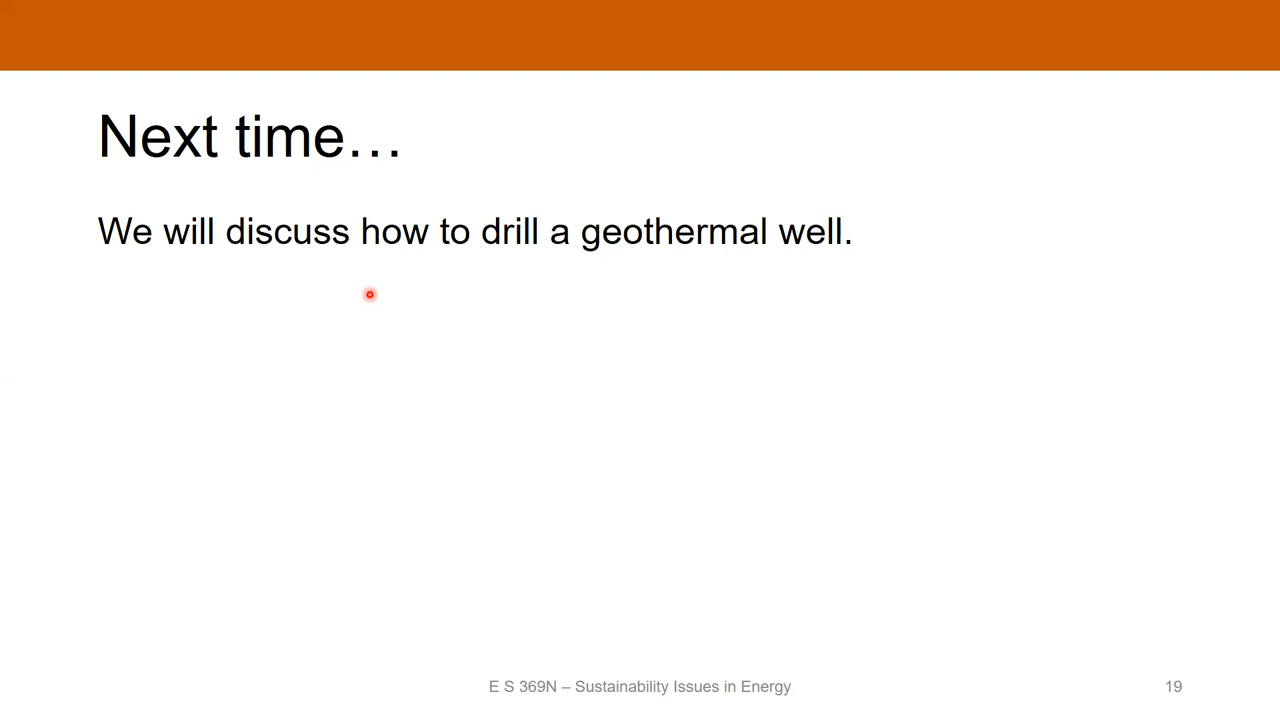 Next time…
We will discuss how to drill a geothermal well.
E S 369N – Sustainability Issues in Energy
19